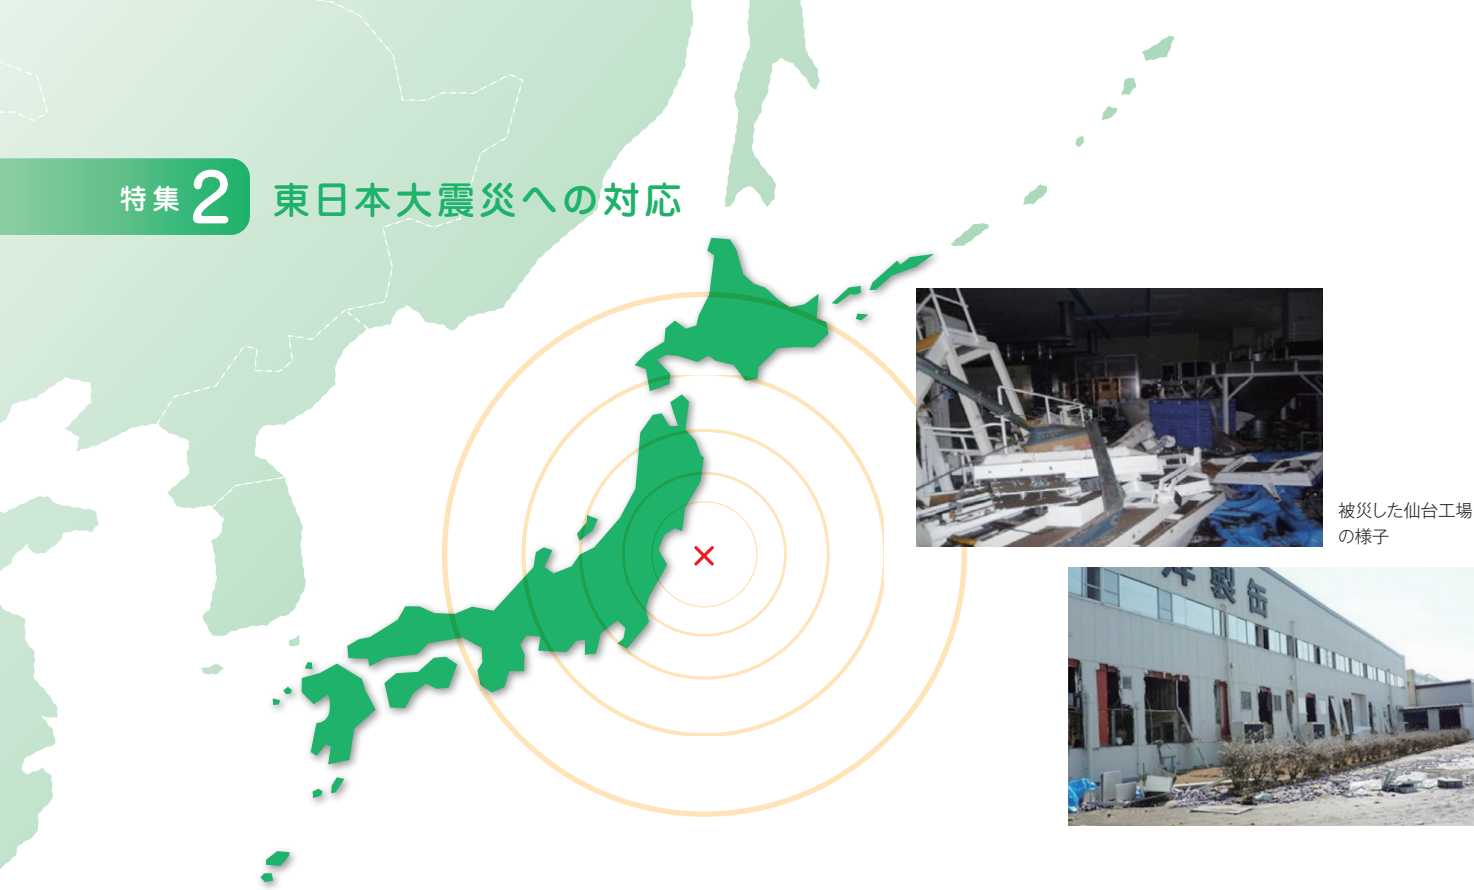 特集2
東日本大震災への対応
被災した仙台工場
の様子
洋製缶